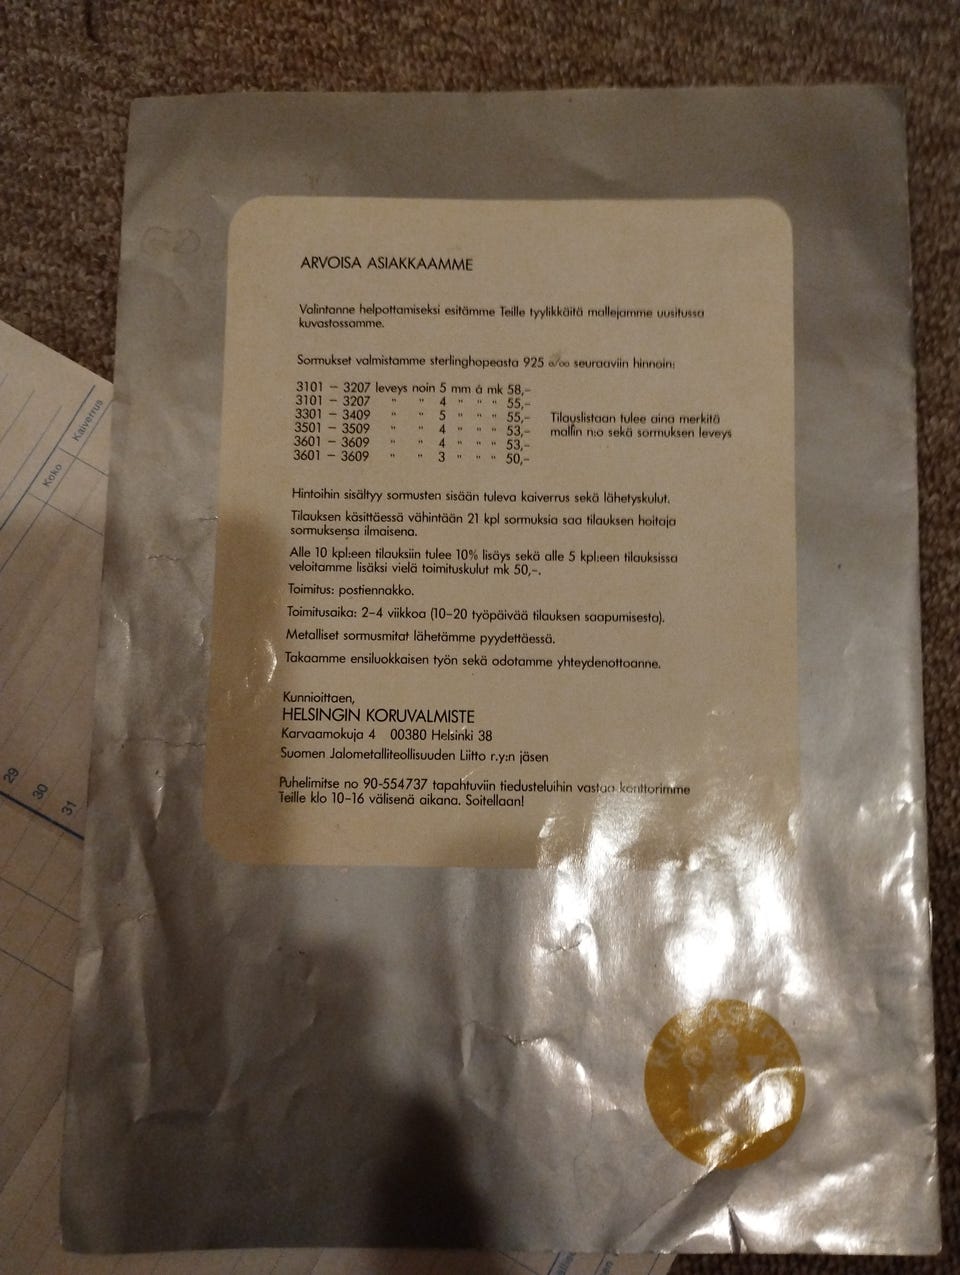 ARVOISA ASIAKKAAMME
Valintanne helpottamiseksi esitämme Teille tyylikkäitä mallejamme uusitussa
kuvastossamme.
Sormukset valmistamme sterlinghopeasta 925 o/oo seuraaviin hinnoin:
3101 – 3207 leveys noin 5 mm á mk 58,–
3101 – 3207 " " 4 " " " 55,–
3301 – 3409 " " 5 " " " 55,–
3501 – 3509 " " 4 " " " 53,–
3601 – 3609 " " 4 " " " 53,–
3601 – 3609 " " 3 " " " 50,–
Tilauslistaan tulee aina merkitä
mallin n:o sekä sormuksen leveys
Hintoihin sisältyy sormusten sisään tuleva kaiverrus sekä lähetyskulut.
Tilauksen käsittäessä vähintään 21 kpl sormuksia saa tilauksen hoitaja
sormuksensa ilmaisena.
Alle 10 kpl:een tilauksiin tulee 10% lisäys sekä alle 5 kpl:een tilauksissa
veloitamme lisäksi vielä toimituskulut mk 50,–.
Toimitus: postiennakko.
Toimitusaika: 2–4 viikkoa (10–20 työpäivää tilauksen saapumisesta).
Metalliset sormusmitat lähetämme pyydettäessä.
Takaamme ensiluokkaisen työn sekä odotamme yhteydenottoanne.
Kunnioittaen,
HELSINGIN KORUVALMISTE
Karvaamokuja 4 00380 Helsinki 38
Suomen Jalometalliteollisuuden Liitto r.y:n jäsen
Puhelimitse no 90-554737 tapahtuviin tiedusteluihin vastaa konttorimme
Teille klo 10–16 välisenä aikana. Soitellaan!
Koko
Kaiverrus
29
30
31